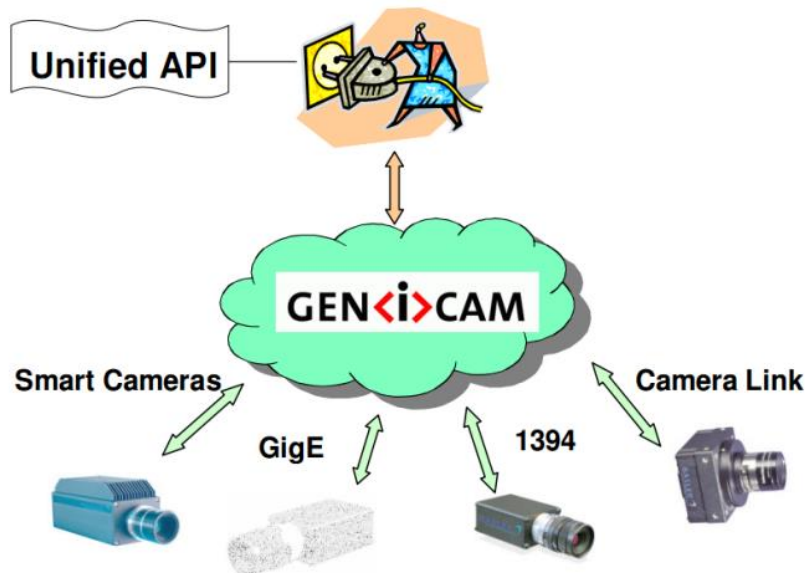 Unified API
GEN<i>CAM
Smart Cameras
Camera Link
GigE
1394